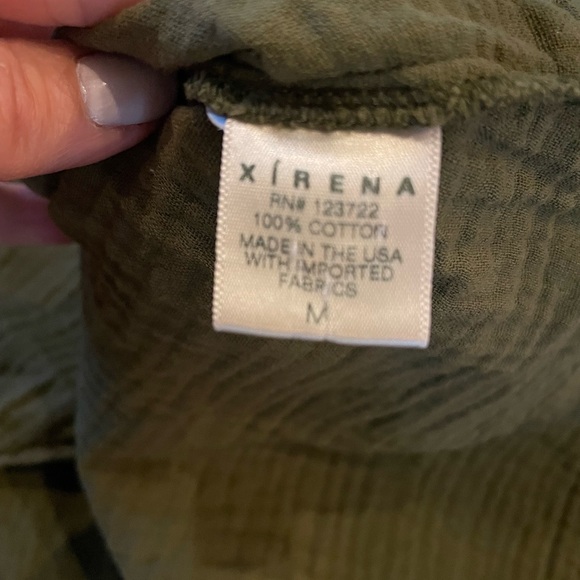 XÍRENA
RN# 123722
100% COTTON
MADE IN THE USA
WITH IMPORTED
FABRICS
M